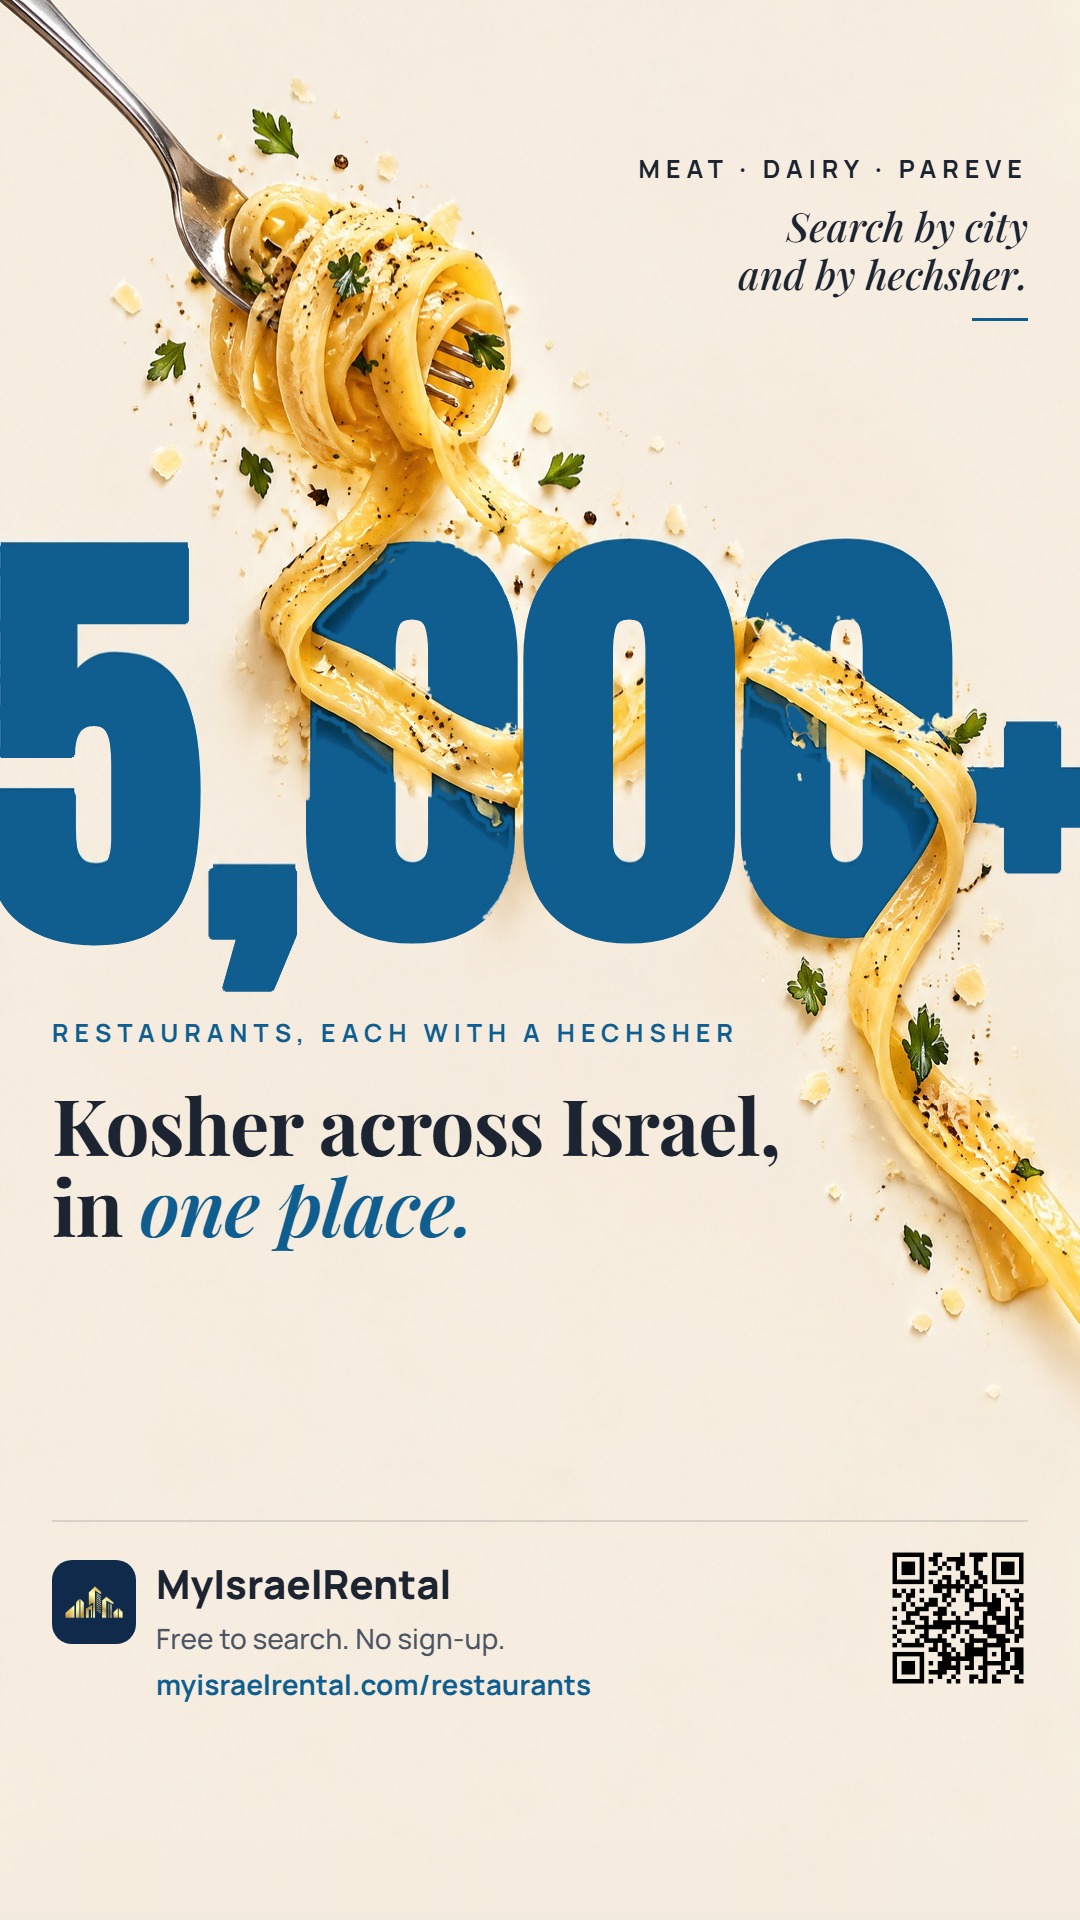 MEAT · DAIRY · PAREVE
Search by city
and by hechsher.
5,000+
RESTAURANTS, EACH WITH A HECHSHER
Kosher across Israel,
in one place.
MyIsraelRental
Free to search. No sign-up.
myisraelrental.com/restaurants